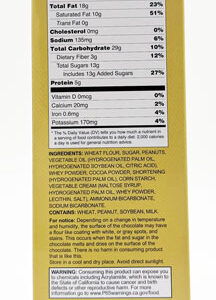 Total Fat 18g 23%
Saturated Fat 10g 51%
Trans Fat 0g
Cholesterol 0mg 0%
Sodium 135mg 6%
Total Carbohydrate 29g 10%
Dietary Fiber 3g 12%
Total Sugars 13g
Includes 13g Added Sugars 27%
Protein 5g
Vitamin D 0mcg 0%
Calcium 20mg 2%
Iron 0.6mg 4%
Potassium 170mg 4%
* The % Daily Value (DV) tells you how much a nutrient in
a serving of food contributes to a daily diet. 2,000 calories
a day is used for general nutrition advice.
INGREDIENTS: WHEAT FLOUR, SUGAR, PEANUTS,
VEGETABLE OIL (HYDROGENATED PALM OIL,
HYDROGENATED SOYBEAN OIL, CITRIC ACID),
WHEY POWDER, COCOA POWDER, SHORTENING
(HYDROGENATED PALM OIL), CORN STARCH,
VEGETABLE CREAM (MALTOSE SYRUP,
HYDROGENATED PALM OIL, WHEY POWDER,
LECITHIN, SALT), AMMONIUM BICARBONATE,
SODIUM BICARBONATE.
CONTAINS: WHEAT, PEANUT, SOYBEAN, MILK
For notice: Depending on a change in temperature
and humidity, the surface of the chocolate may have
a flour like coating with white, or grey spots, and
stains. This occurs when the fat and sugar in the
chocolate melts and dries on the surface of the
chocolate. There is no harm in consuming product
that is like this.
Store in a cool and dry place. Avoid direct sunlight.
WARNING: Consuming this product can expose you
to chemicals including Acrylamide, which is known to
the State of California to cause cancer and birth
defects or other reproductive harm. For more information
go to www.P65warnings.ca.gov/food.